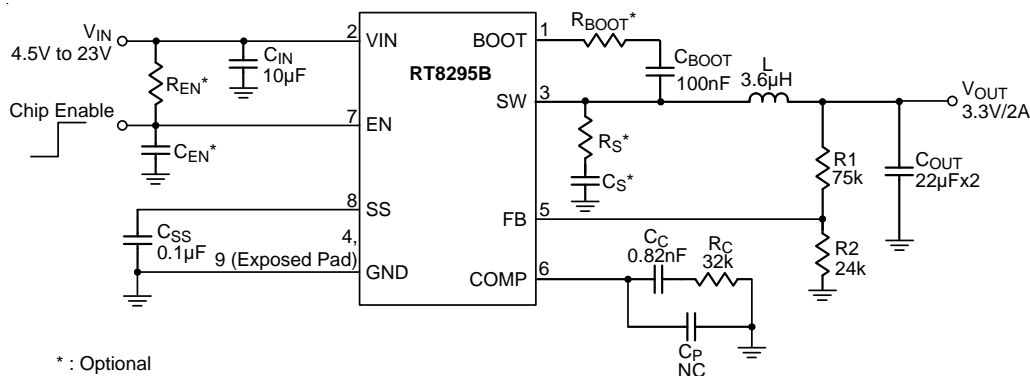 VIN
4.5V to 23V
REN*
CIN
10µF
Chip Enable
CEN*
CSS
0.1µF
2
7
8
4,
9 (Exposed Pad)
VIN
EN
SS
GND
RT8295B
BOOT
SW
FB
COMP
1
3
5
6
RBOOT*
CBOOT
100nF
L
3.6µH
RS*
CS*
VOUT
3.3V/2A
R1
75k
COUT
22µFx2
R2
24k
CC
0.82nF
RC
32k
CP
NC
* : Optional